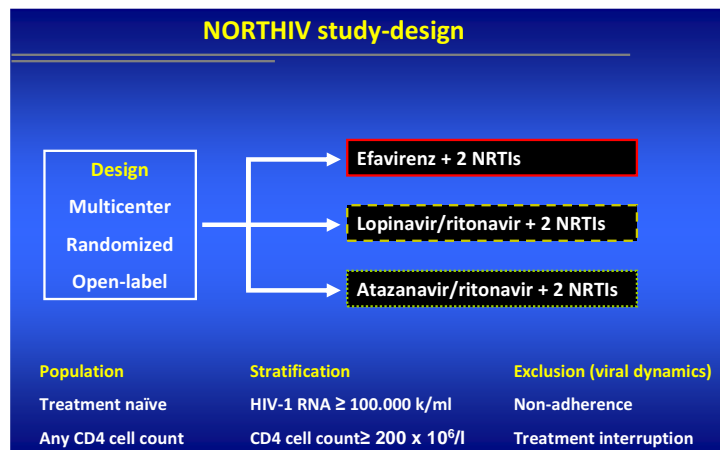 NORTHIV study-design
Design
Multicenter
Randomized
Open-label
Efavirenz + 2 NRTIs
Lopinavir/ritonavir + 2 NRTIs
Atazanavir/ritonavir + 2 NRTIs
Population
Treatment naïve
Any CD4 cell count
Stratification
HIV-1 RNA ≥ 100.000 k/ml
CD4 cell count≥ 200 x 10⁶/l
Exclusion (viral dynamics)
Non-adherence
Treatment interruption